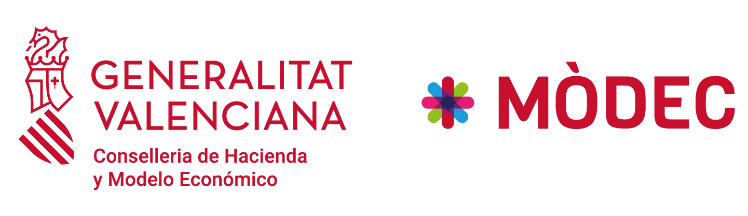 GENERALITAT
VALENCIANA
Conselleria de Hacienda
y Modelo Económico
MÒDEC